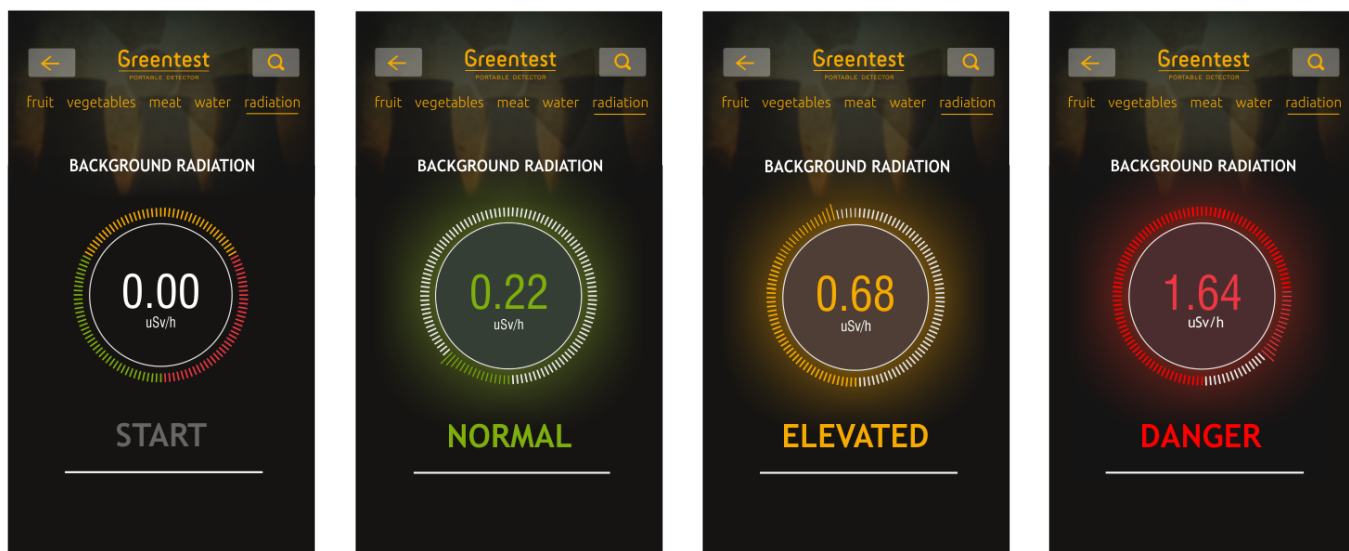 Greentest
PORTABLE DETECTOR
fruit vegetables meat water radiation
BACKGROUND RADIATION
0.00
uSv/h
START
Greentest
PORTABLE DETECTOR
fruit vegetables meat water radiation
BACKGROUND RADIATION
0.22
uSv/h
NORMAL
Greentest
PORTABLE DETECTOR
fruit vegetables meat water radiation
BACKGROUND RADIATION
0.68
uSv/h
ELEVATED
Greentest
PORTABLE DETECTOR
fruit vegetables meat water radiation
BACKGROUND RADIATION
1.64
uSv/h
DANGER